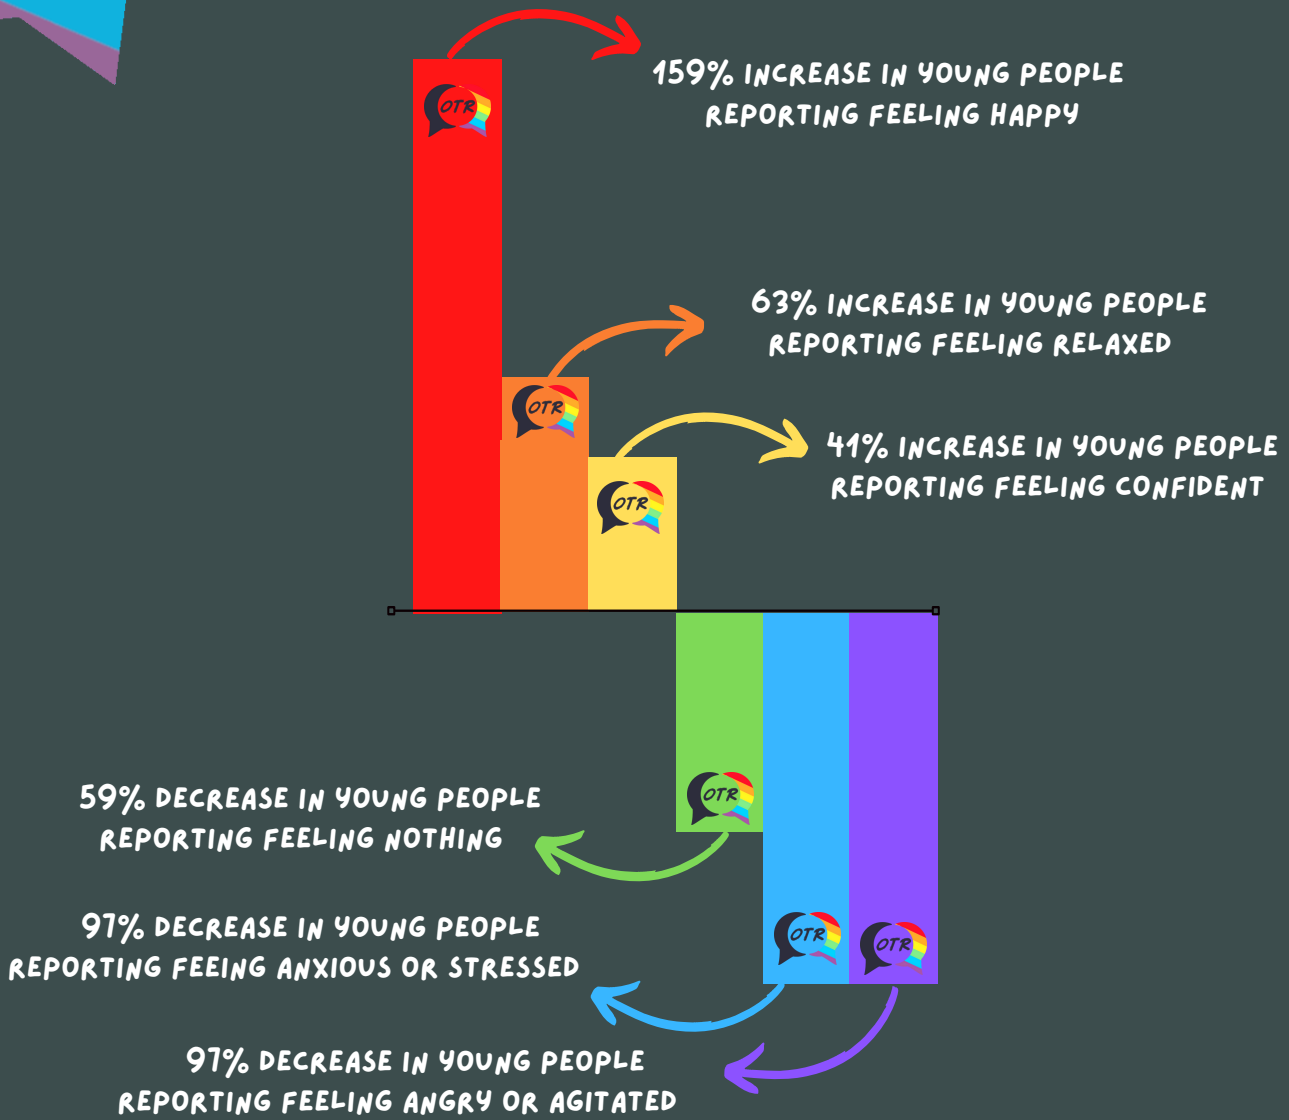 159% INCREASE IN YOUNG PEOPLE
REPORTING FEELING HAPPY
OTR
63% INCREASE IN YOUNG PEOPLE
REPORTING FEELING RELAXED
OTR
41% INCREASE IN YOUNG PEOPLE
REPORTING FEELING CONFIDENT
OTR
59% DECREASE IN YOUNG PEOPLE
REPORTING FEELING NOTHING
OTR
97% DECREASE IN YOUNG PEOPLE
REPORTING FEEING ANXIOUS OR STRESSED
OTR
OTR
97% DECREASE IN YOUNG PEOPLE
REPORTING FEELING ANGRY OR AGITATED